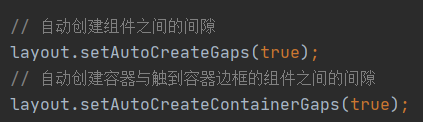 // 自动创建组件之间的间隙
layout.setAutoCreateGaps(true);
// 自动创建容器与触到容器边框的组件之间的间隙
layout.setAutoCreateContainerGaps(true);